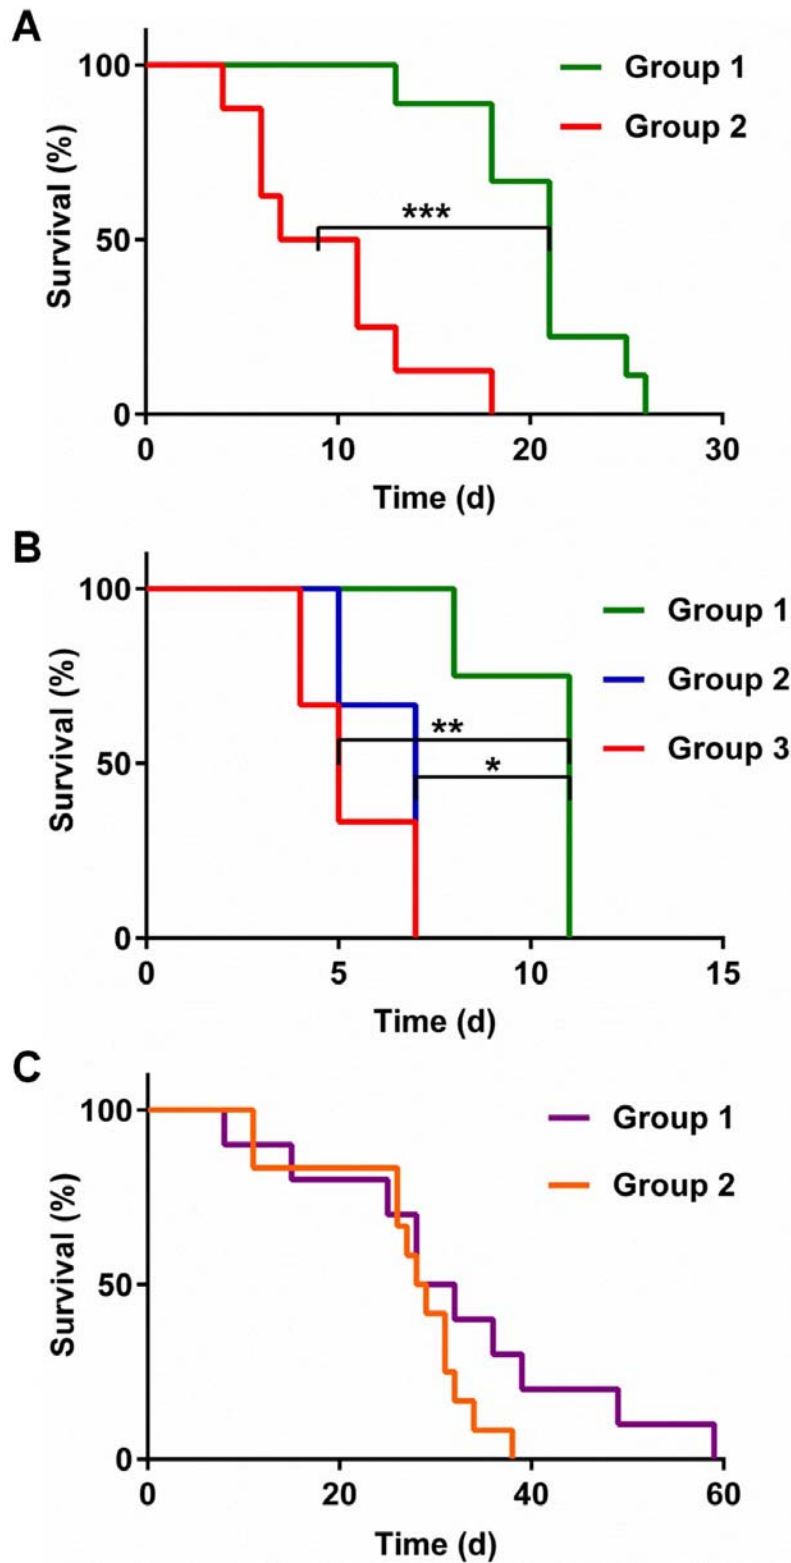 A
Survival (%)
100
50
0
***
Group 1
Group 2
0 10 20 30
Time (d)
B
Survival (%)
100
50
0
**
*
Group 1
Group 2
Group 3
0 5 10 15
Time (d)
C
Survival (%)
100
50
0
Group 1
Group 2
0 20 40 60
Time (d)